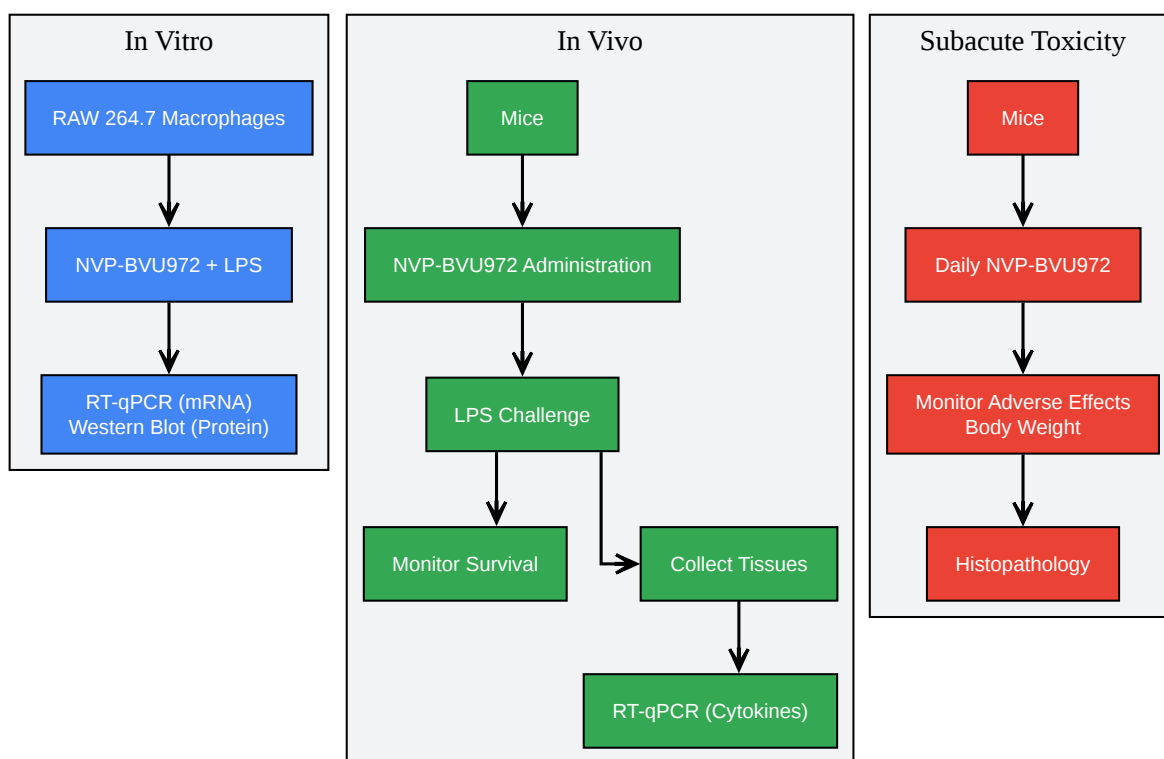 In Vitro
RAW 264.7 Macrophages
NVP-BVU972 + LPS
RT-qPCR (mRNA)
Western Blot (Protein)
In Vivo
Mice
NVP-BVU972 Administration
LPS Challenge
Monitor Survival
Collect Tissues
RT-qPCR (Cytokines)
Subacute Toxicity
Mice
Daily NVP-BVU972
Monitor Adverse Effects
Body Weight
Histopathology